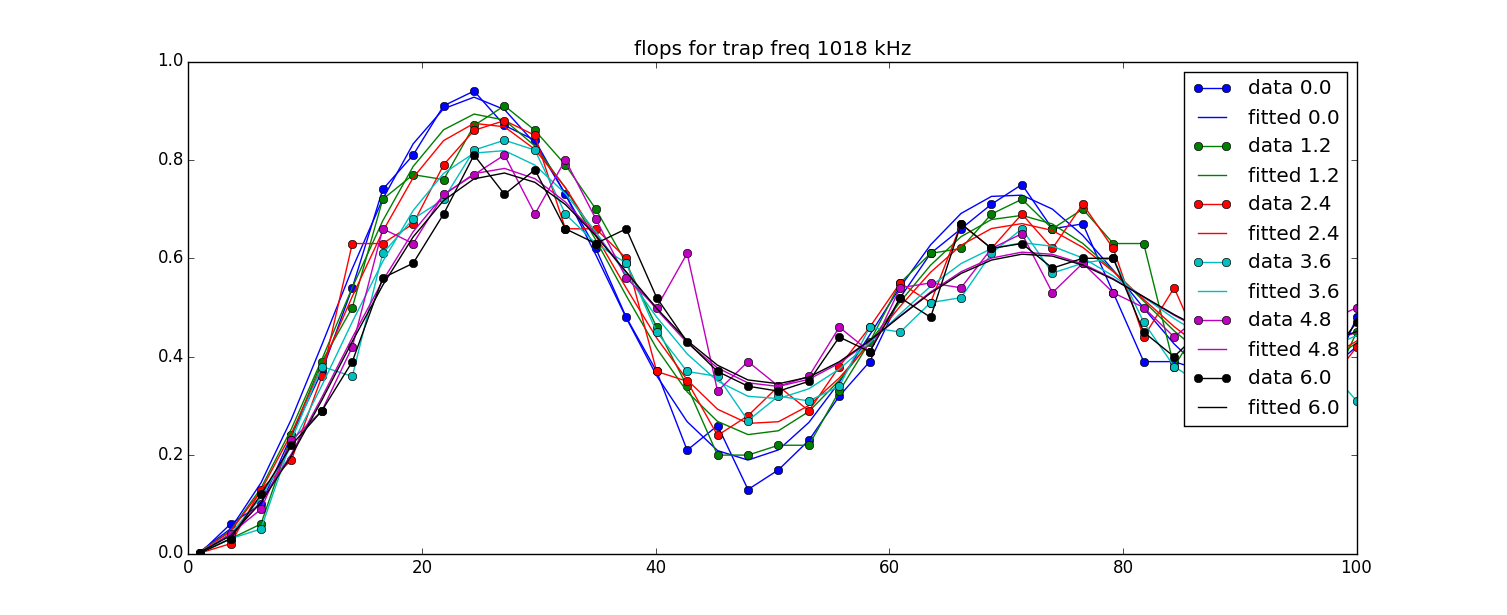 flops for trap freq 1018 kHz
1.0
0.8
0.6
0.4
0.2
0.0
0 20 40 60 80 100
data 0.0
fitted 0.0
data 1.2
fitted 1.2
data 2.4
fitted 2.4
data 3.6
fitted 3.6
data 4.8
fitted 4.8
data 6.0
fitted 6.0